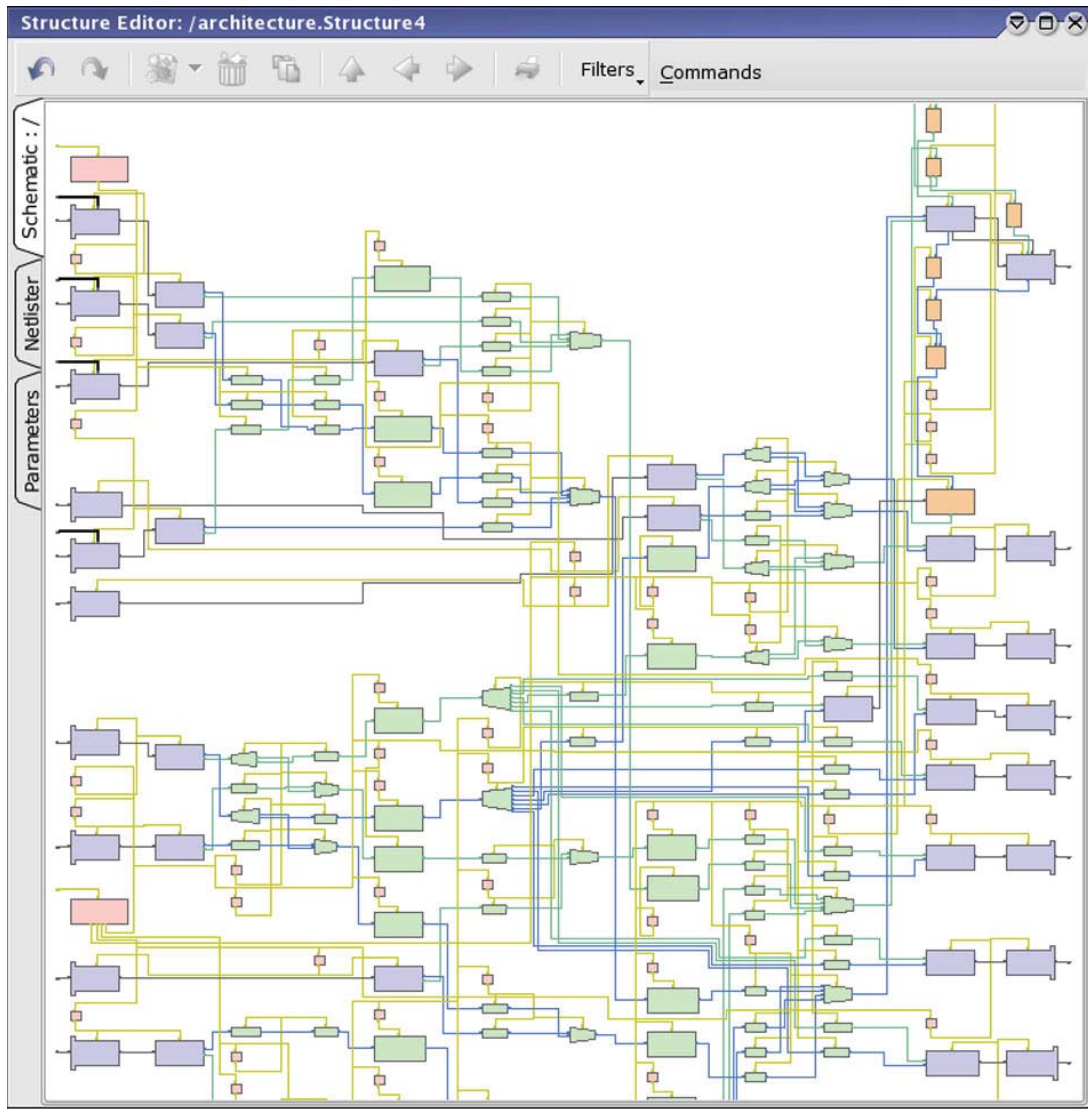 Structure Editor: /architecture.Structure4
Filters
Commands
Schematic : /
Netlister
Parameters